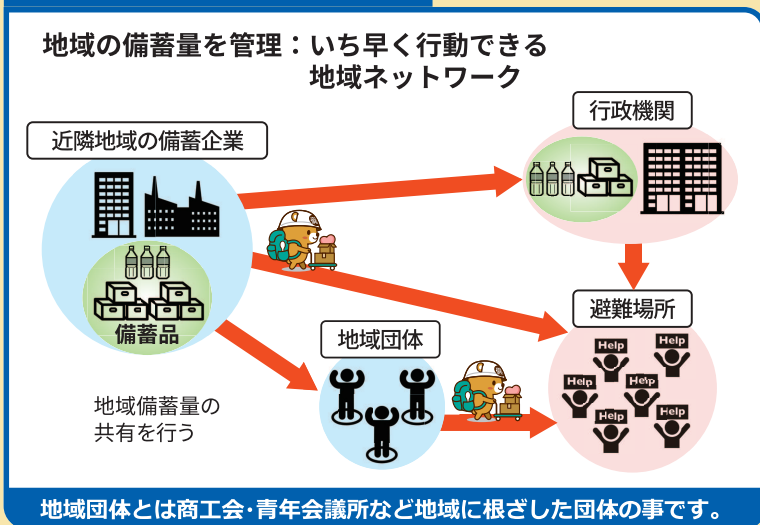 地域の備蓄量を管理：いち早く行動できる
地域ネットワーク
行政機関
近隣地域の備蓄企業
備蓄品
避難場所
地域団体
Help
Help
Help
Help
Help
Help
地域備蓄量の
共有を行う
地域団体とは商工会･青年会議所など地域に根ざした団体の事です。